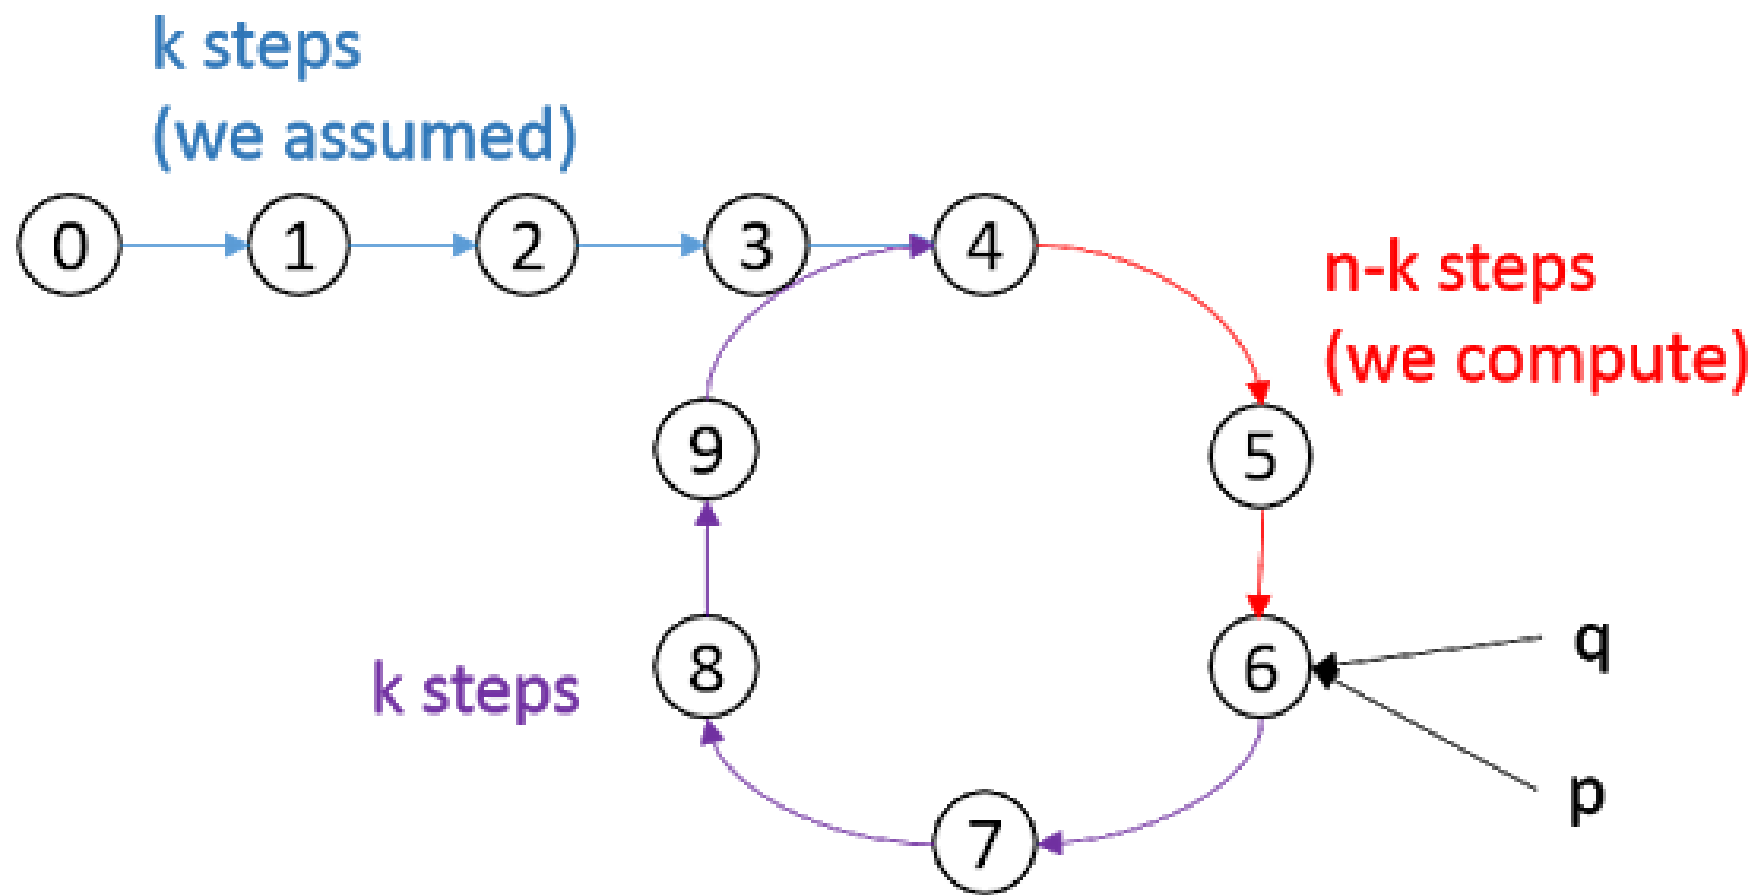 k steps
(we assumed)
0
1
2
3
4
n-k steps
(we compute)
9
5
k steps
8
6
q
p
7